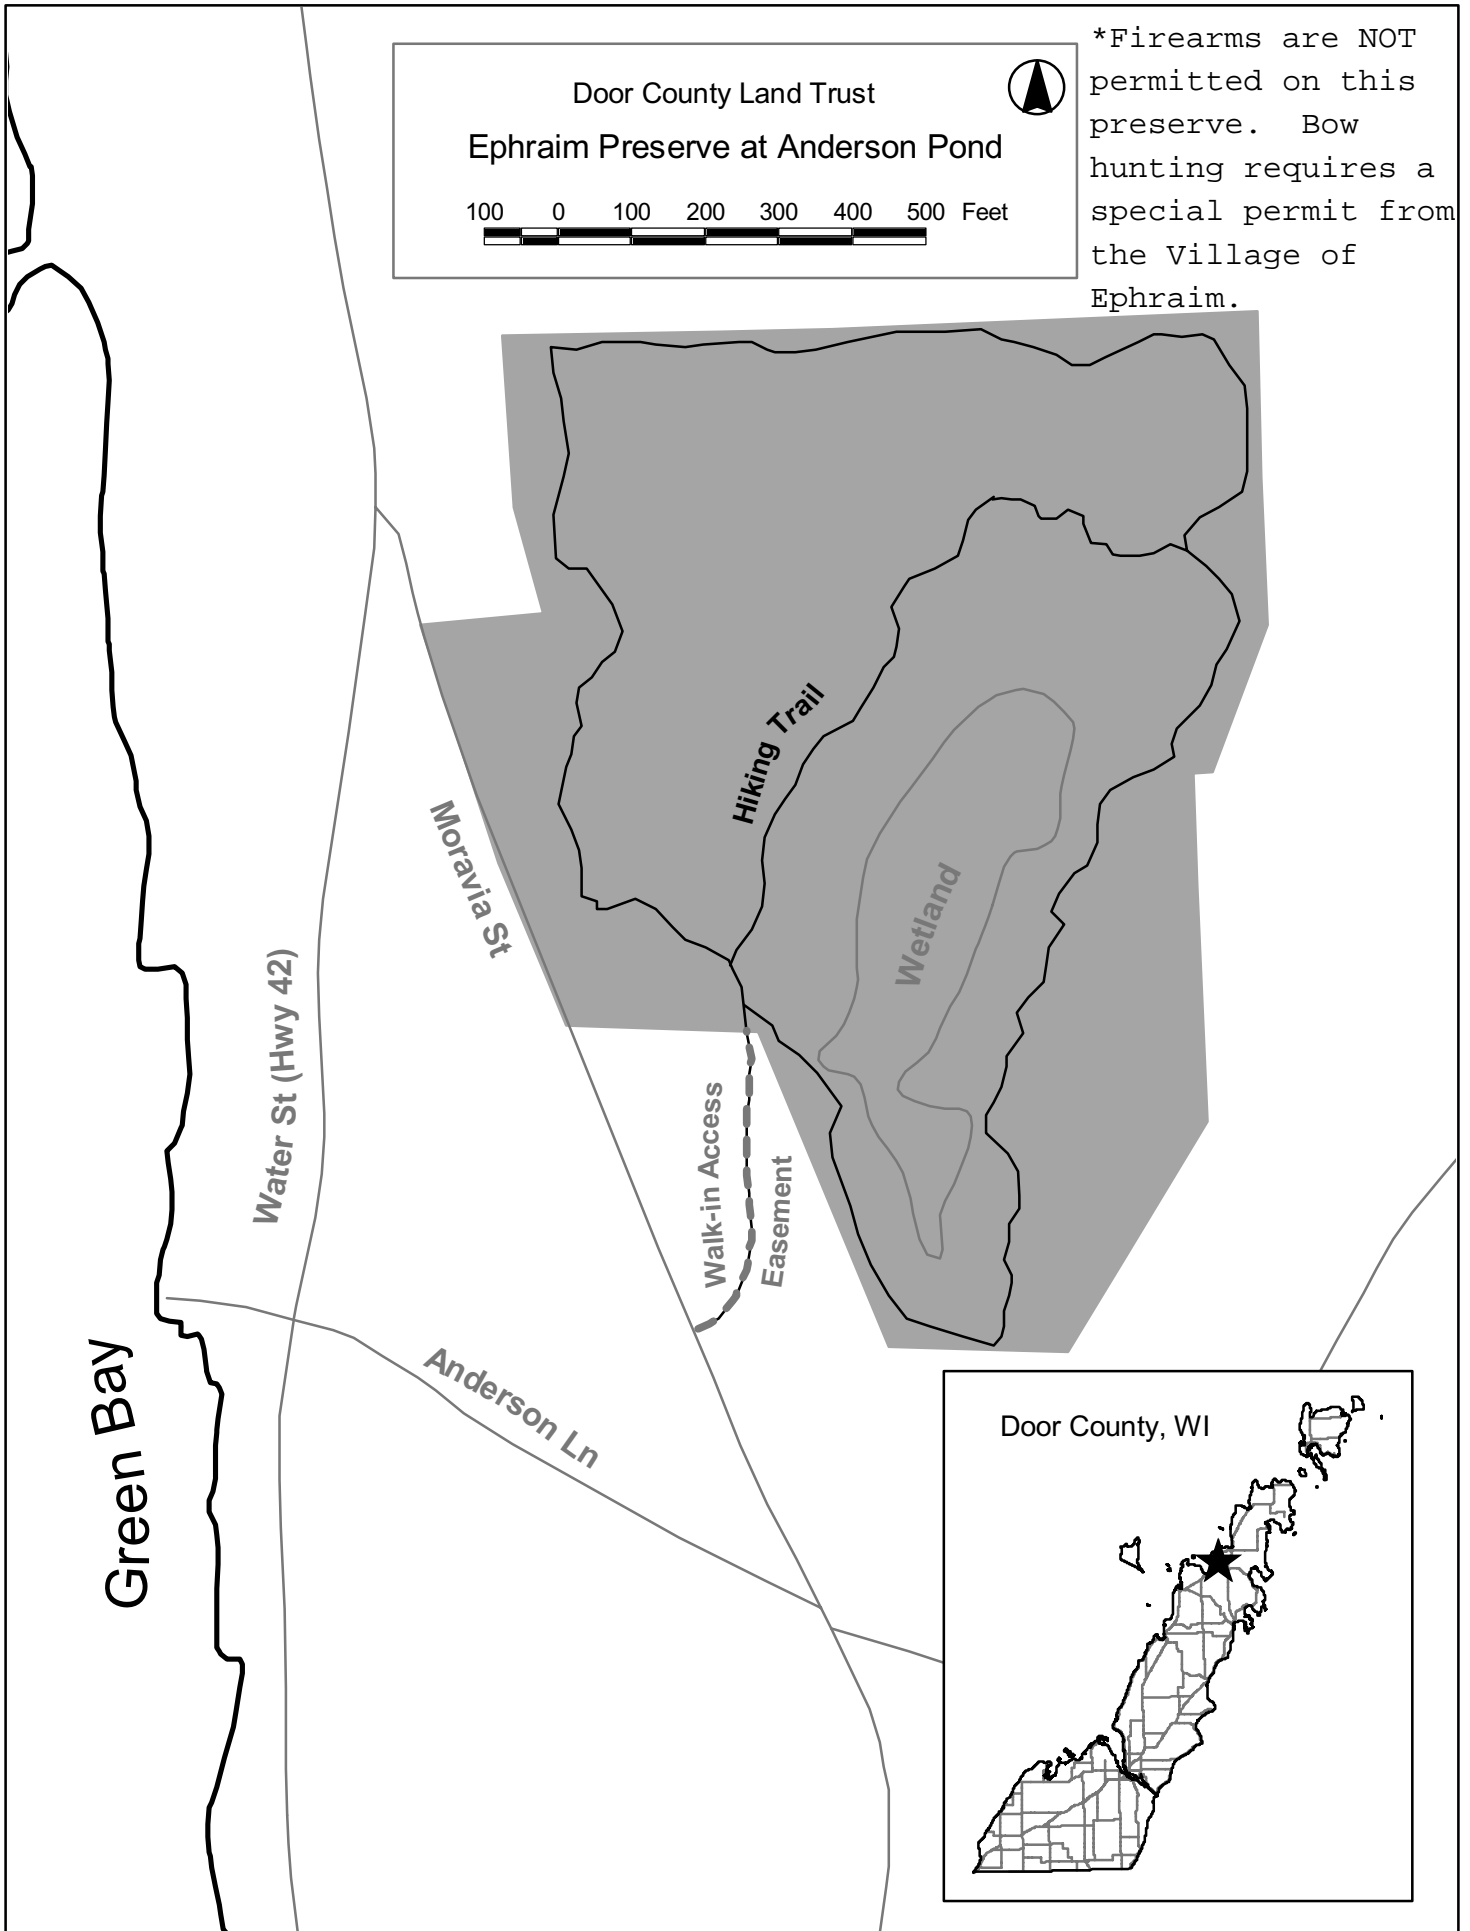 Door County Land Trust
Ephraim Preserve at Anderson Pond
100 0 100 200 300 400 500 Feet
*Firearms are NOT
permitted on this
preserve.  Bow
hunting requires a
special permit from
the Village of
Ephraim.
Hiking Trail
Moravia St
Wetland
Water St (Hwy 42)
Walk-in Access
Easement
Anderson Ln
Green Bay
Door County, WI